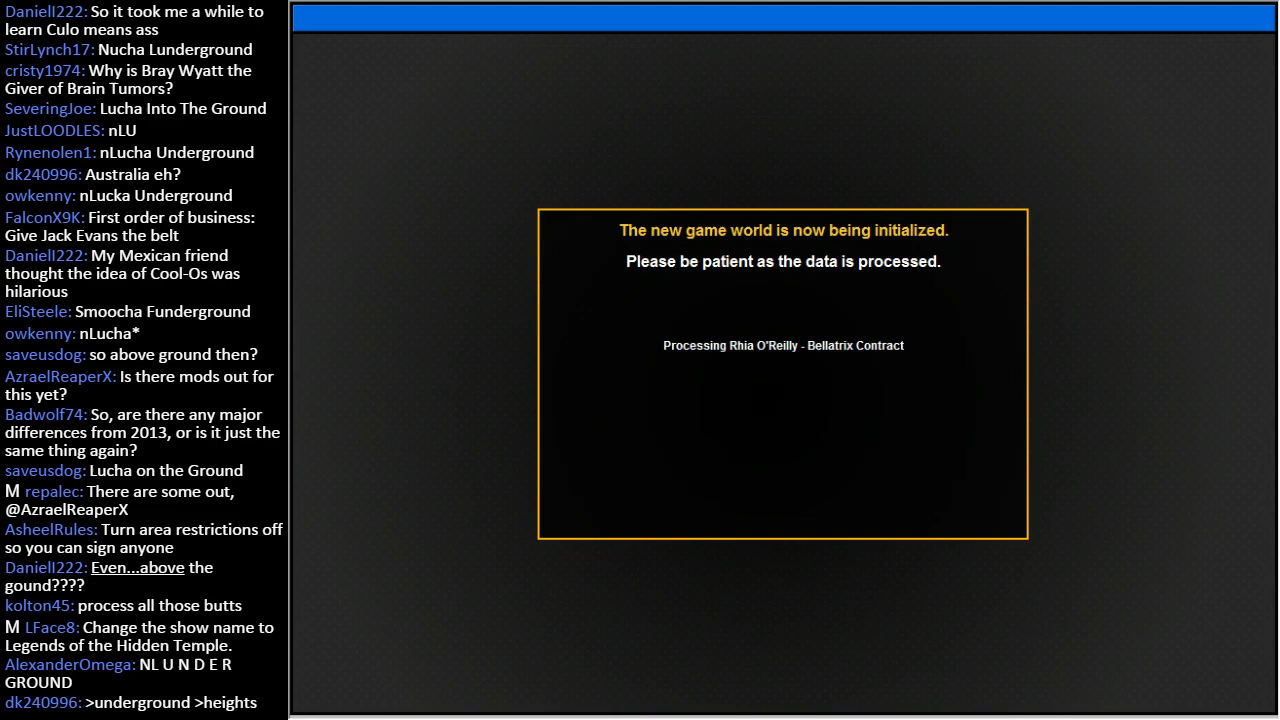 DanielI222: So it took me a while to
learn Culo means ass
StirLynch17: Nucha Lunderground
cristy1974: Why is Bray Wyatt the
Giver of Brain Tumors?
SeveringJoe: Lucha Into The Ground
JustLOODLES: nLU
Rynenolen1: nLucha Underground
dk240996: Australia eh?
owkenny: nLucka Underground
FalconX9K: First order of business:
Give Jack Evans the belt
DanielI222: My Mexican friend
thought the idea of Cool-Os was
hilarious
EliSteele: Smoocha Funderground
owkenny: nLucha*
saveusdog: so above ground then?
AzraelReaperX: Is there mods out for
this yet?
Badwolf74: So, are there any major
differences from 2013, or is it just the
same thing again?
saveusdog: Lucha on the Ground
M repalec: There are some out,
@AzraelReaperX
AsheelRules: Turn area restrictions off
so you can sign anyone
DanielI222: Even...above the
gound????
kolton45: process all those butts
M LFace8: Change the show name to
Legends of the Hidden Temple.
AlexanderOmega: NL U N D E R
GROUND
dk240996: >underground >heights
The new game world is now being initialized.
Please be patient as the data is processed.
Processing Rhia O'Reilly - Bellatrix Contract